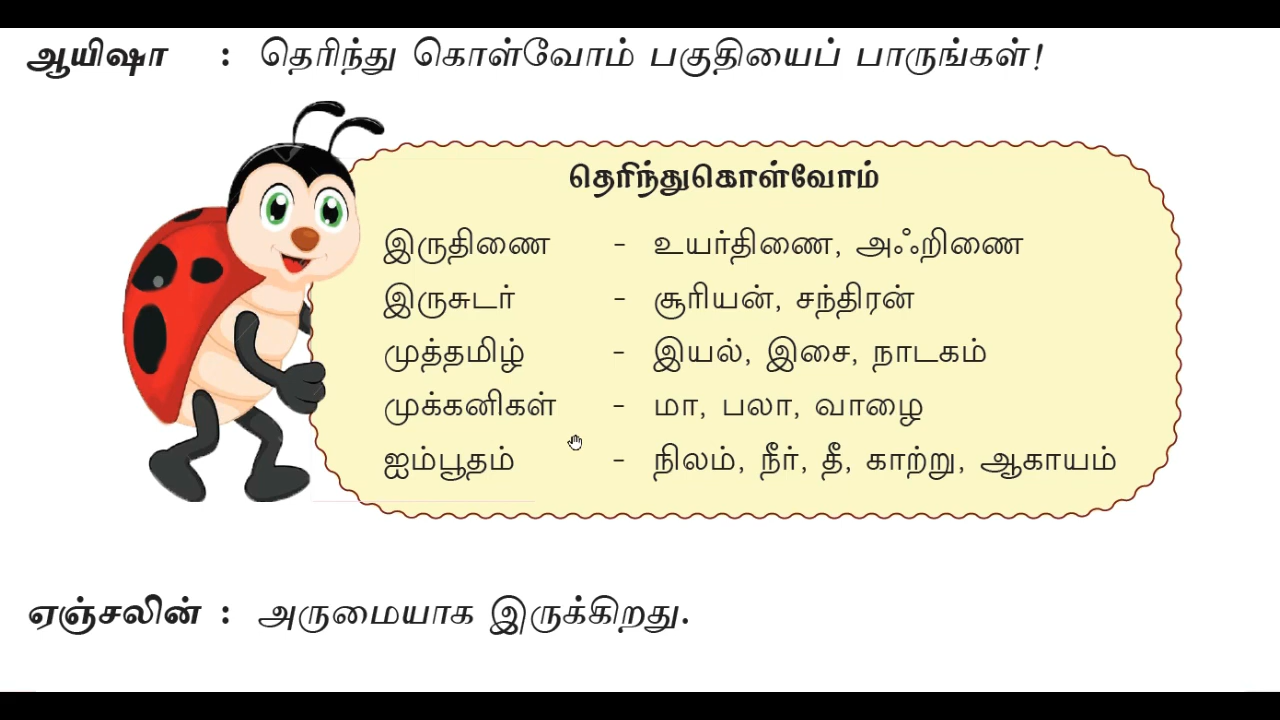 ஆயிஷா : தெரிந்து கொள்வோம் பகுதியைப் பாருங்கள்!
தெரிந்துகொள்வோம்
இருதிணை - உயர்திணை, அஃறிணை
இருசுடர் - சூரியன், சந்திரன்
முத்தமிழ் - இயல், இசை, நாடகம்
முக்கனிகள் - மா, பலா, வாழை
ஐம்பூதம் - நிலம், நீர், தீ, காற்று, ஆகாயம்
ஏஞ்சலின் : அருமையாக இருக்கிறது.